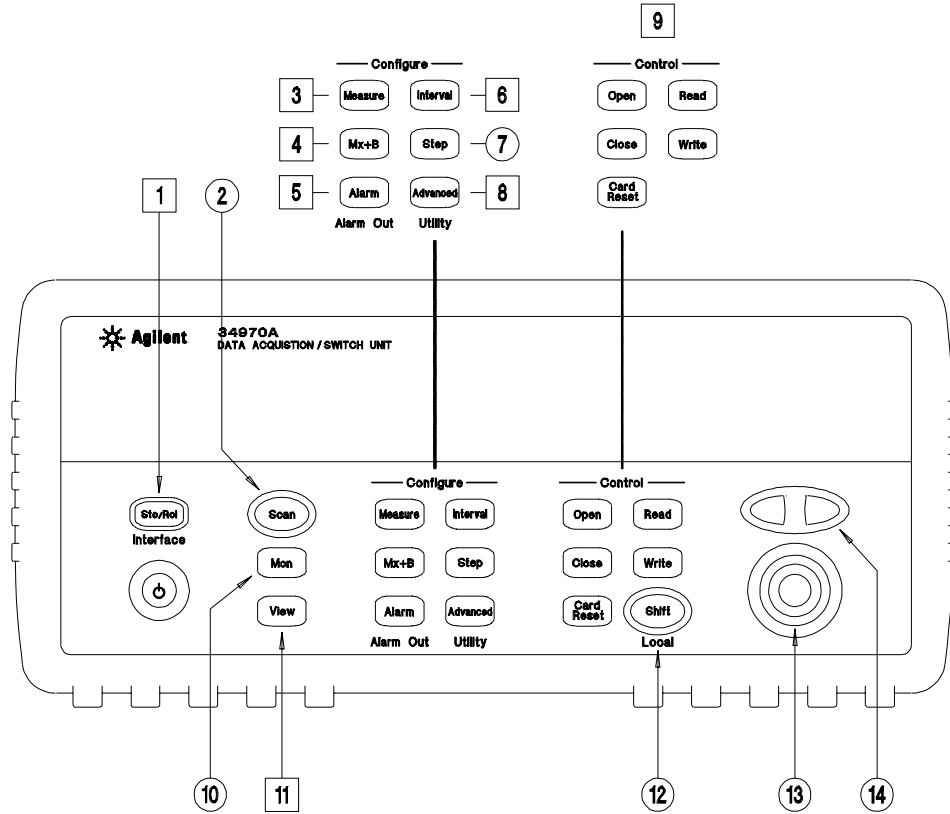 9
Configure
Control
3 Measure Interval 6
Open Read
4 Mx+B Step 7
Close Write
5 Alarm Advanced 8
Card Reset
Alarm Out Utility
1
2
Agilent
34970A
DATA ACQUISTION / SWITCH UNIT
Configure
Control
Sto/Rcl
Interface
Scan
Measure Interval
Open Read
Mon
Mx+B Step
Close Write
View
Alarm Advanced
Card Reset
Shift
Alarm Out Utility
Local
10
11
12
13
14